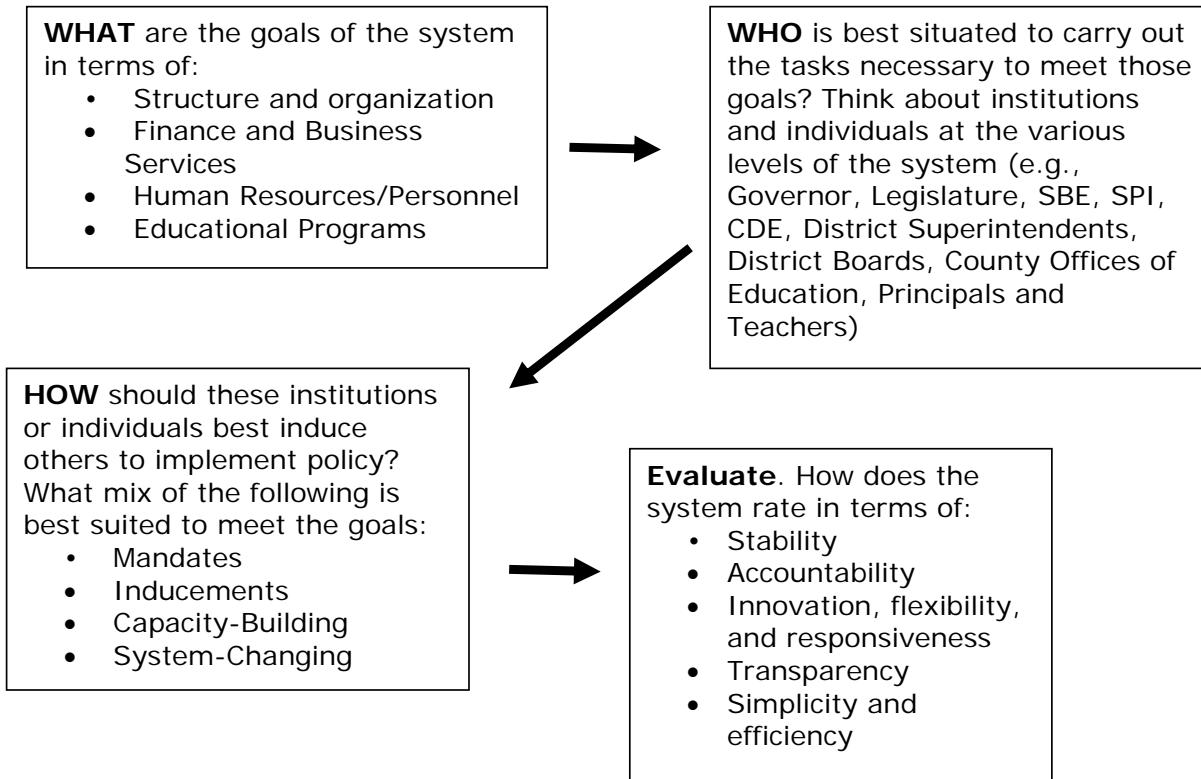 WHAT are the goals of the system
in terms of:
• Structure and organization
• Finance and Business
Services
• Human Resources/Personnel
• Educational Programs
WHO is best situated to carry out
the tasks necessary to meet those
goals? Think about institutions
and individuals at the various
levels of the system (e.g.,
Governor, Legislature, SBE, SPI,
CDE, District Superintendents,
District Boards, County Offices of
Education, Principals and
Teachers)
HOW should these institutions
or individuals best induce
others to implement policy?
What mix of the following is
best suited to meet the goals:
• Mandates
• Inducements
• Capacity-Building
• System-Changing
Evaluate. How does the
system rate in terms of:
• Stability
• Accountability
• Innovation, flexibility,
and responsiveness
• Transparency
• Simplicity and
efficiency